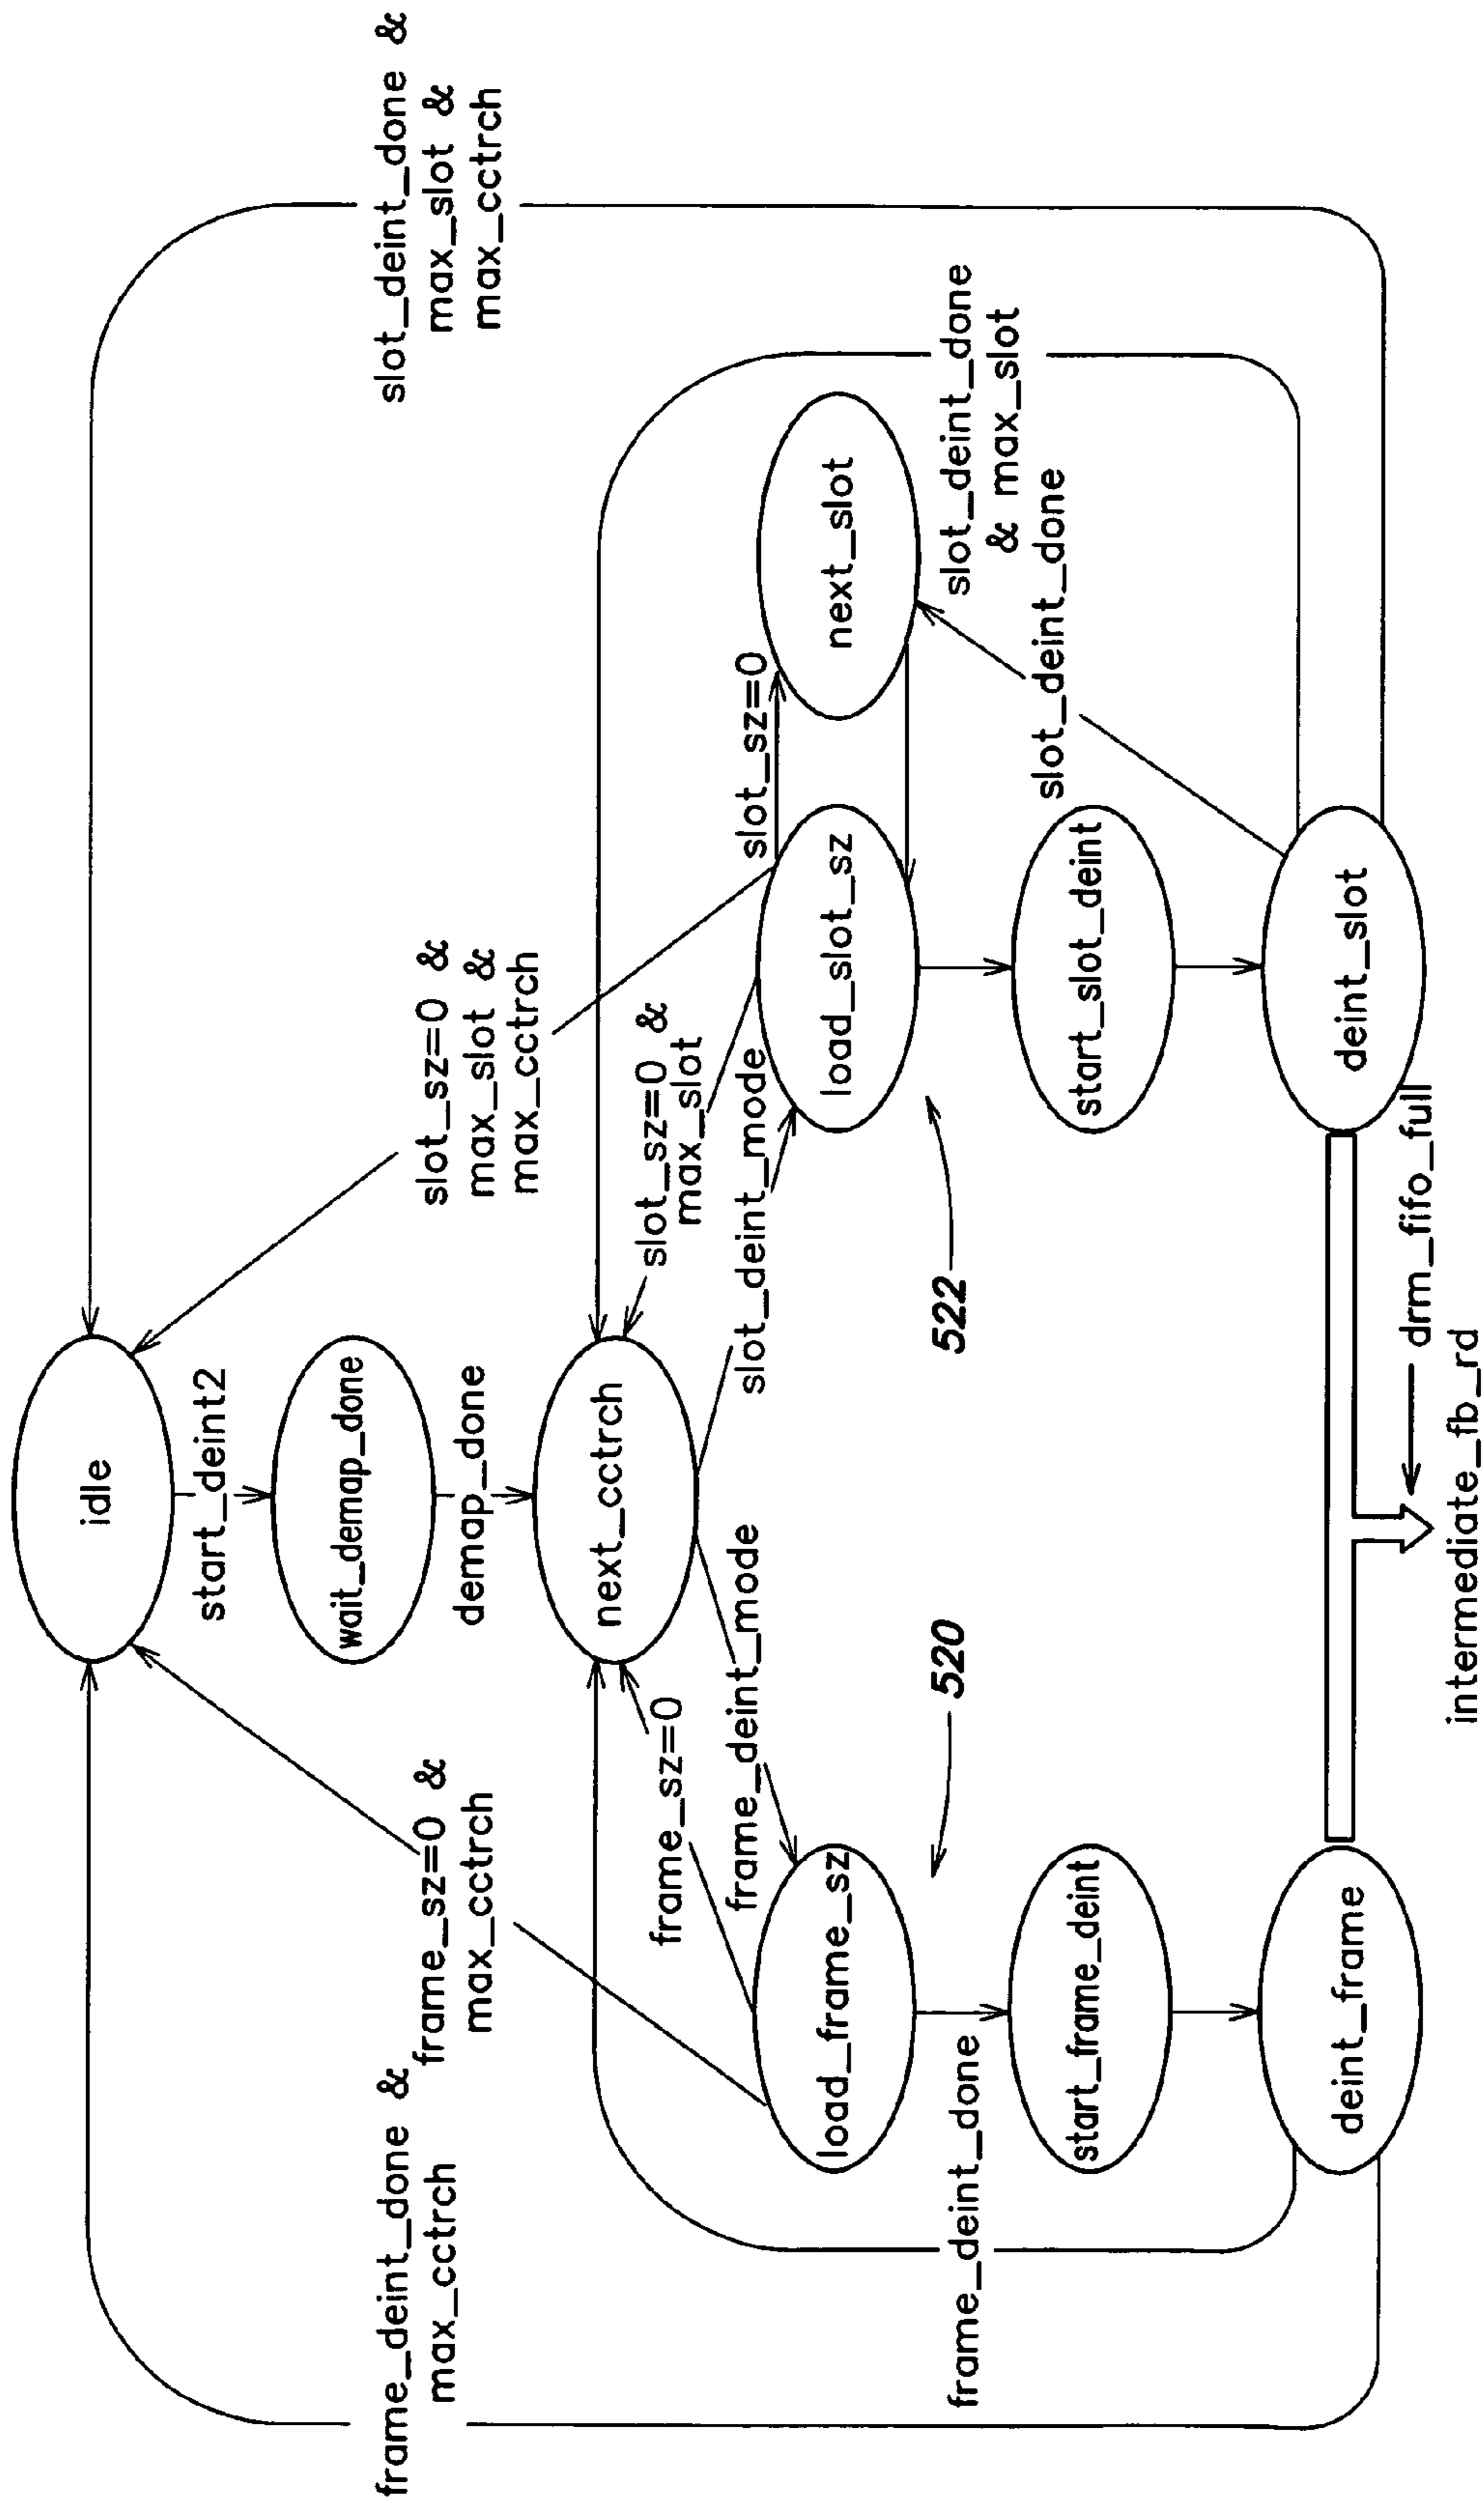 idle
start_deint2
wait_demap_done
demap_done
next_cctrch
frame_deint_done &
max_cctrch
frame_sz=0 &
max_cctrch
slot_sz=0 &
max_slot &
max_cctrch
slot_deint_done &
max_slot &
max_cctrch
frame_sz=0
frame_deint_mode
slot_sz=0 &
max_slot
slot_deint_mode
slot_sz=0
load_frame_sz
load_slot_sz
next_slot
frame_deint_done
520
522
slot_deint_done
& max_slot
slot_deint_done
start_frame_deint
start_slot_deint
deint_frame
deint_slot
drm_fifo_full
intermediate_fb_rd